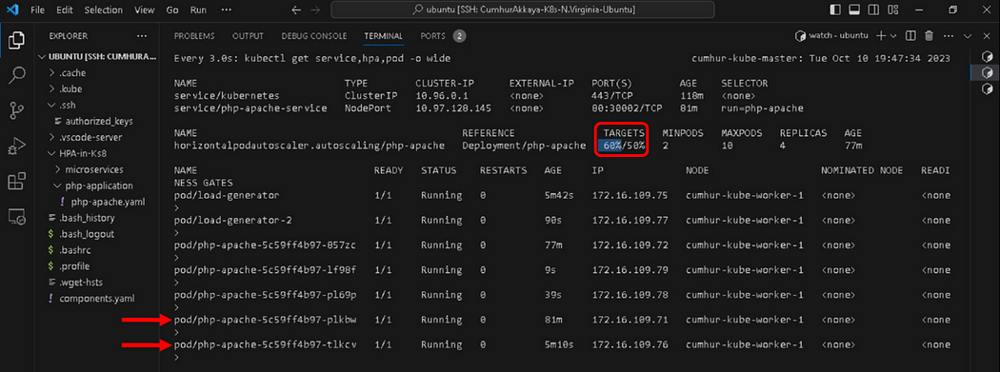 File Edit Selection View Go Run ··· ubuntu [SSH: CumhurAkkaya-K8s-N.Virginia-Ubuntu]
EXPLORER ···
UBUNTU [SSH: CUMHURA...
.cache
.kube
.ssh
authorized_keys
.vscode-server
HPA-in-Ks8
microservices
php-application
php-apache.yaml
.bash_history
.bash_logout
.bashrc
.profile
.wget-hsts
components.yaml
PROBLEMS OUTPUT DEBUG CONSOLE TERMINAL PORTS 2 watch - ubuntu
Every 3.0s: kubectl get service,hpa,pod -o wide cumhur-kube-master: Tue Oct 10 19:47:34 2023
NAME TYPE CLUSTER-IP EXTERNAL-IP PORT(S) AGE SELECTOR
service/kubernetes ClusterIP 10.96.0.1 <none> 443/TCP 118m <none>
service/php-apache-service NodePort 10.97.128.145 <none> 80:30002/TCP 81m run=php-apache
NAME REFERENCE TARGETS MINPODS MAXPODS REPLICAS AGE
horizontalpodautoscaler.autoscaling/php-apache Deployment/php-apache 60%/50% 2 10 4 77m
NAME READY STATUS RESTARTS AGE IP NODE NOMINATED NODE READI
NESS GATES
pod/load-generator 1/1 Running 0 5m42s 172.16.109.75 cumhur-kube-worker-1 <none> <none
>
pod/load-generator-2 1/1 Running 0 90s 172.16.109.77 cumhur-kube-worker-1 <none> <none
>
pod/php-apache-5c59ff4b97-857zc 1/1 Running 0 77m 172.16.109.72 cumhur-kube-worker-1 <none> <none
>
pod/php-apache-5c59ff4b97-lf98f 1/1 Running 0 9s 172.16.109.79 cumhur-kube-worker-1 <none> <none
>
pod/php-apache-5c59ff4b97-pl69p 1/1 Running 0 39s 172.16.109.78 cumhur-kube-worker-1 <none> <none
>
pod/php-apache-5c59ff4b97-plkbw 1/1 Running 0 81m 172.16.109.71 cumhur-kube-worker-1 <none> <none
>
pod/php-apache-5c59ff4b97-tlkcv 1/1 Running 0 5m10s 172.16.109.76 cumhur-kube-worker-1 <none> <none
>